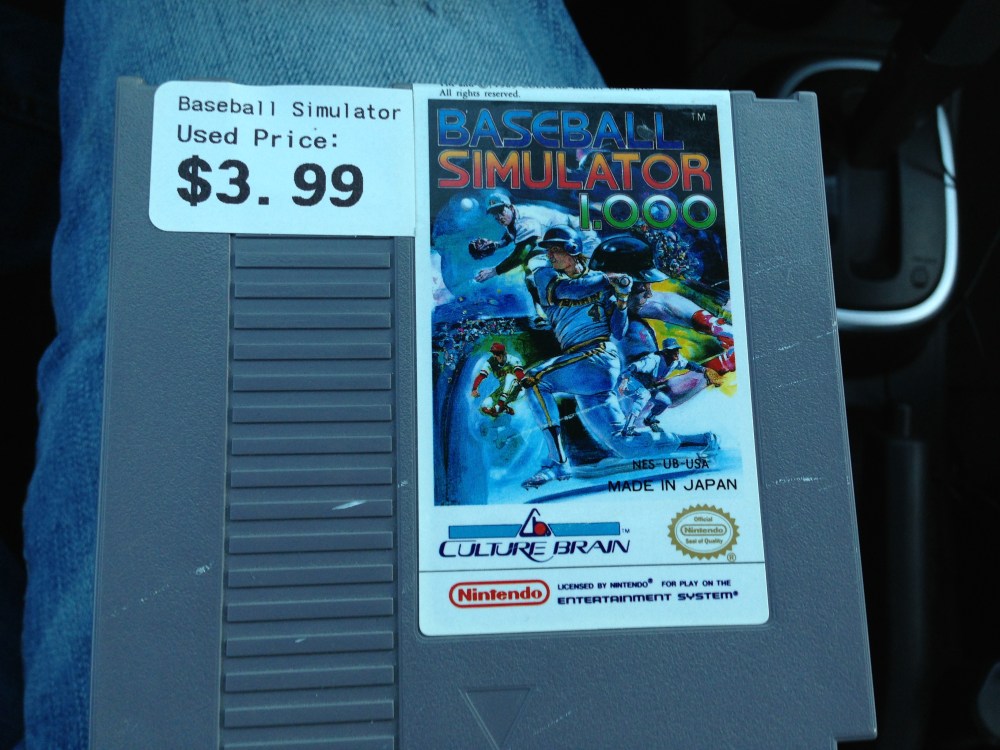 Baseball Simulator
Used Price:
$3.99
All rights reserved.
BASEBALL TM
SIMULATOR
1.000
4
NES-UB-USA
MADE IN JAPAN
CULTURE BRAIN TM
Official
Nintendo
Seal of Quality
®
Nintendo
LICENSED BY NINTENDO® FOR PLAY ON THE
ENTERTAINMENT SYSTEM®